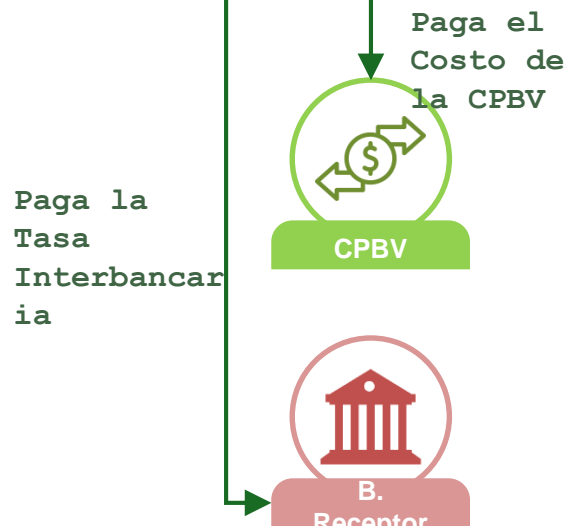 Paga el
Costo de
la CPBV
$
CPBV
Paga la
Tasa
Interbancar
ia
B.
Receptor